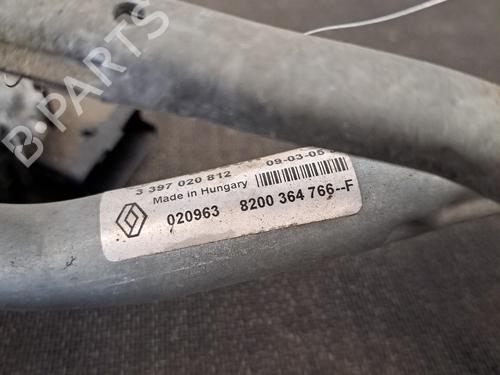 3 397 020 812
09-03-05
Made in Hungary
020963 8200 364 766--F
B-PARTS